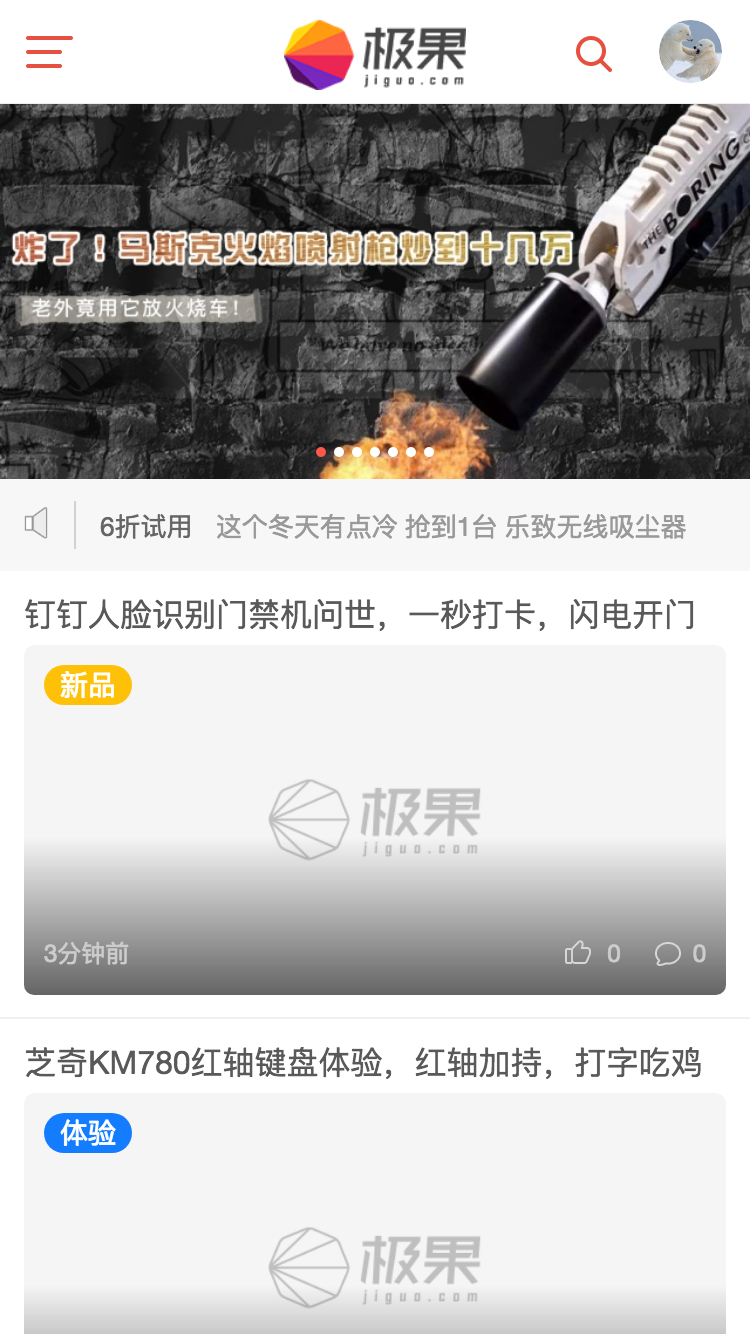 极果
jiguo.com
THE BORING
炸了！马斯克火焰喷射枪炒到十几万
老外竟用它放火烧车！
6折试用 这个冬天有点冷 抢到1台 乐致无线吸尘器
钉钉人脸识别门禁机问世，一秒打卡，闪电开门
新品
极果
jiguo.com
3分钟前 0 0
芝奇KM780红轴键盘体验，红轴加持，打字吃鸡
体验
极果
jiguo.com